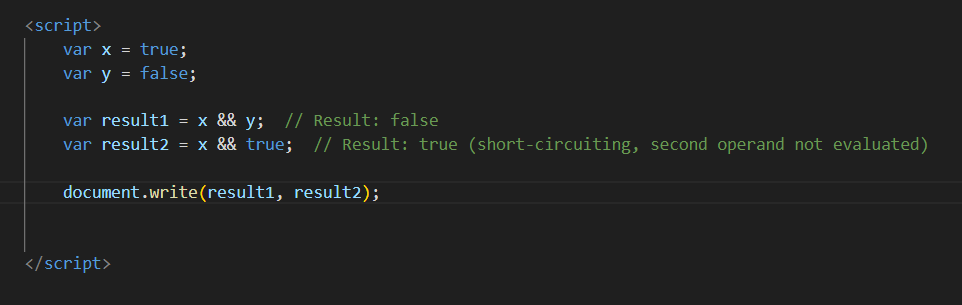 <script>
var x = true;
var y = false;
var result1 = x && y;  // Result: false
var result2 = x && true;  // Result: true (short-circuiting, second operand not evaluated)
document.write(result1, result2);
</script>